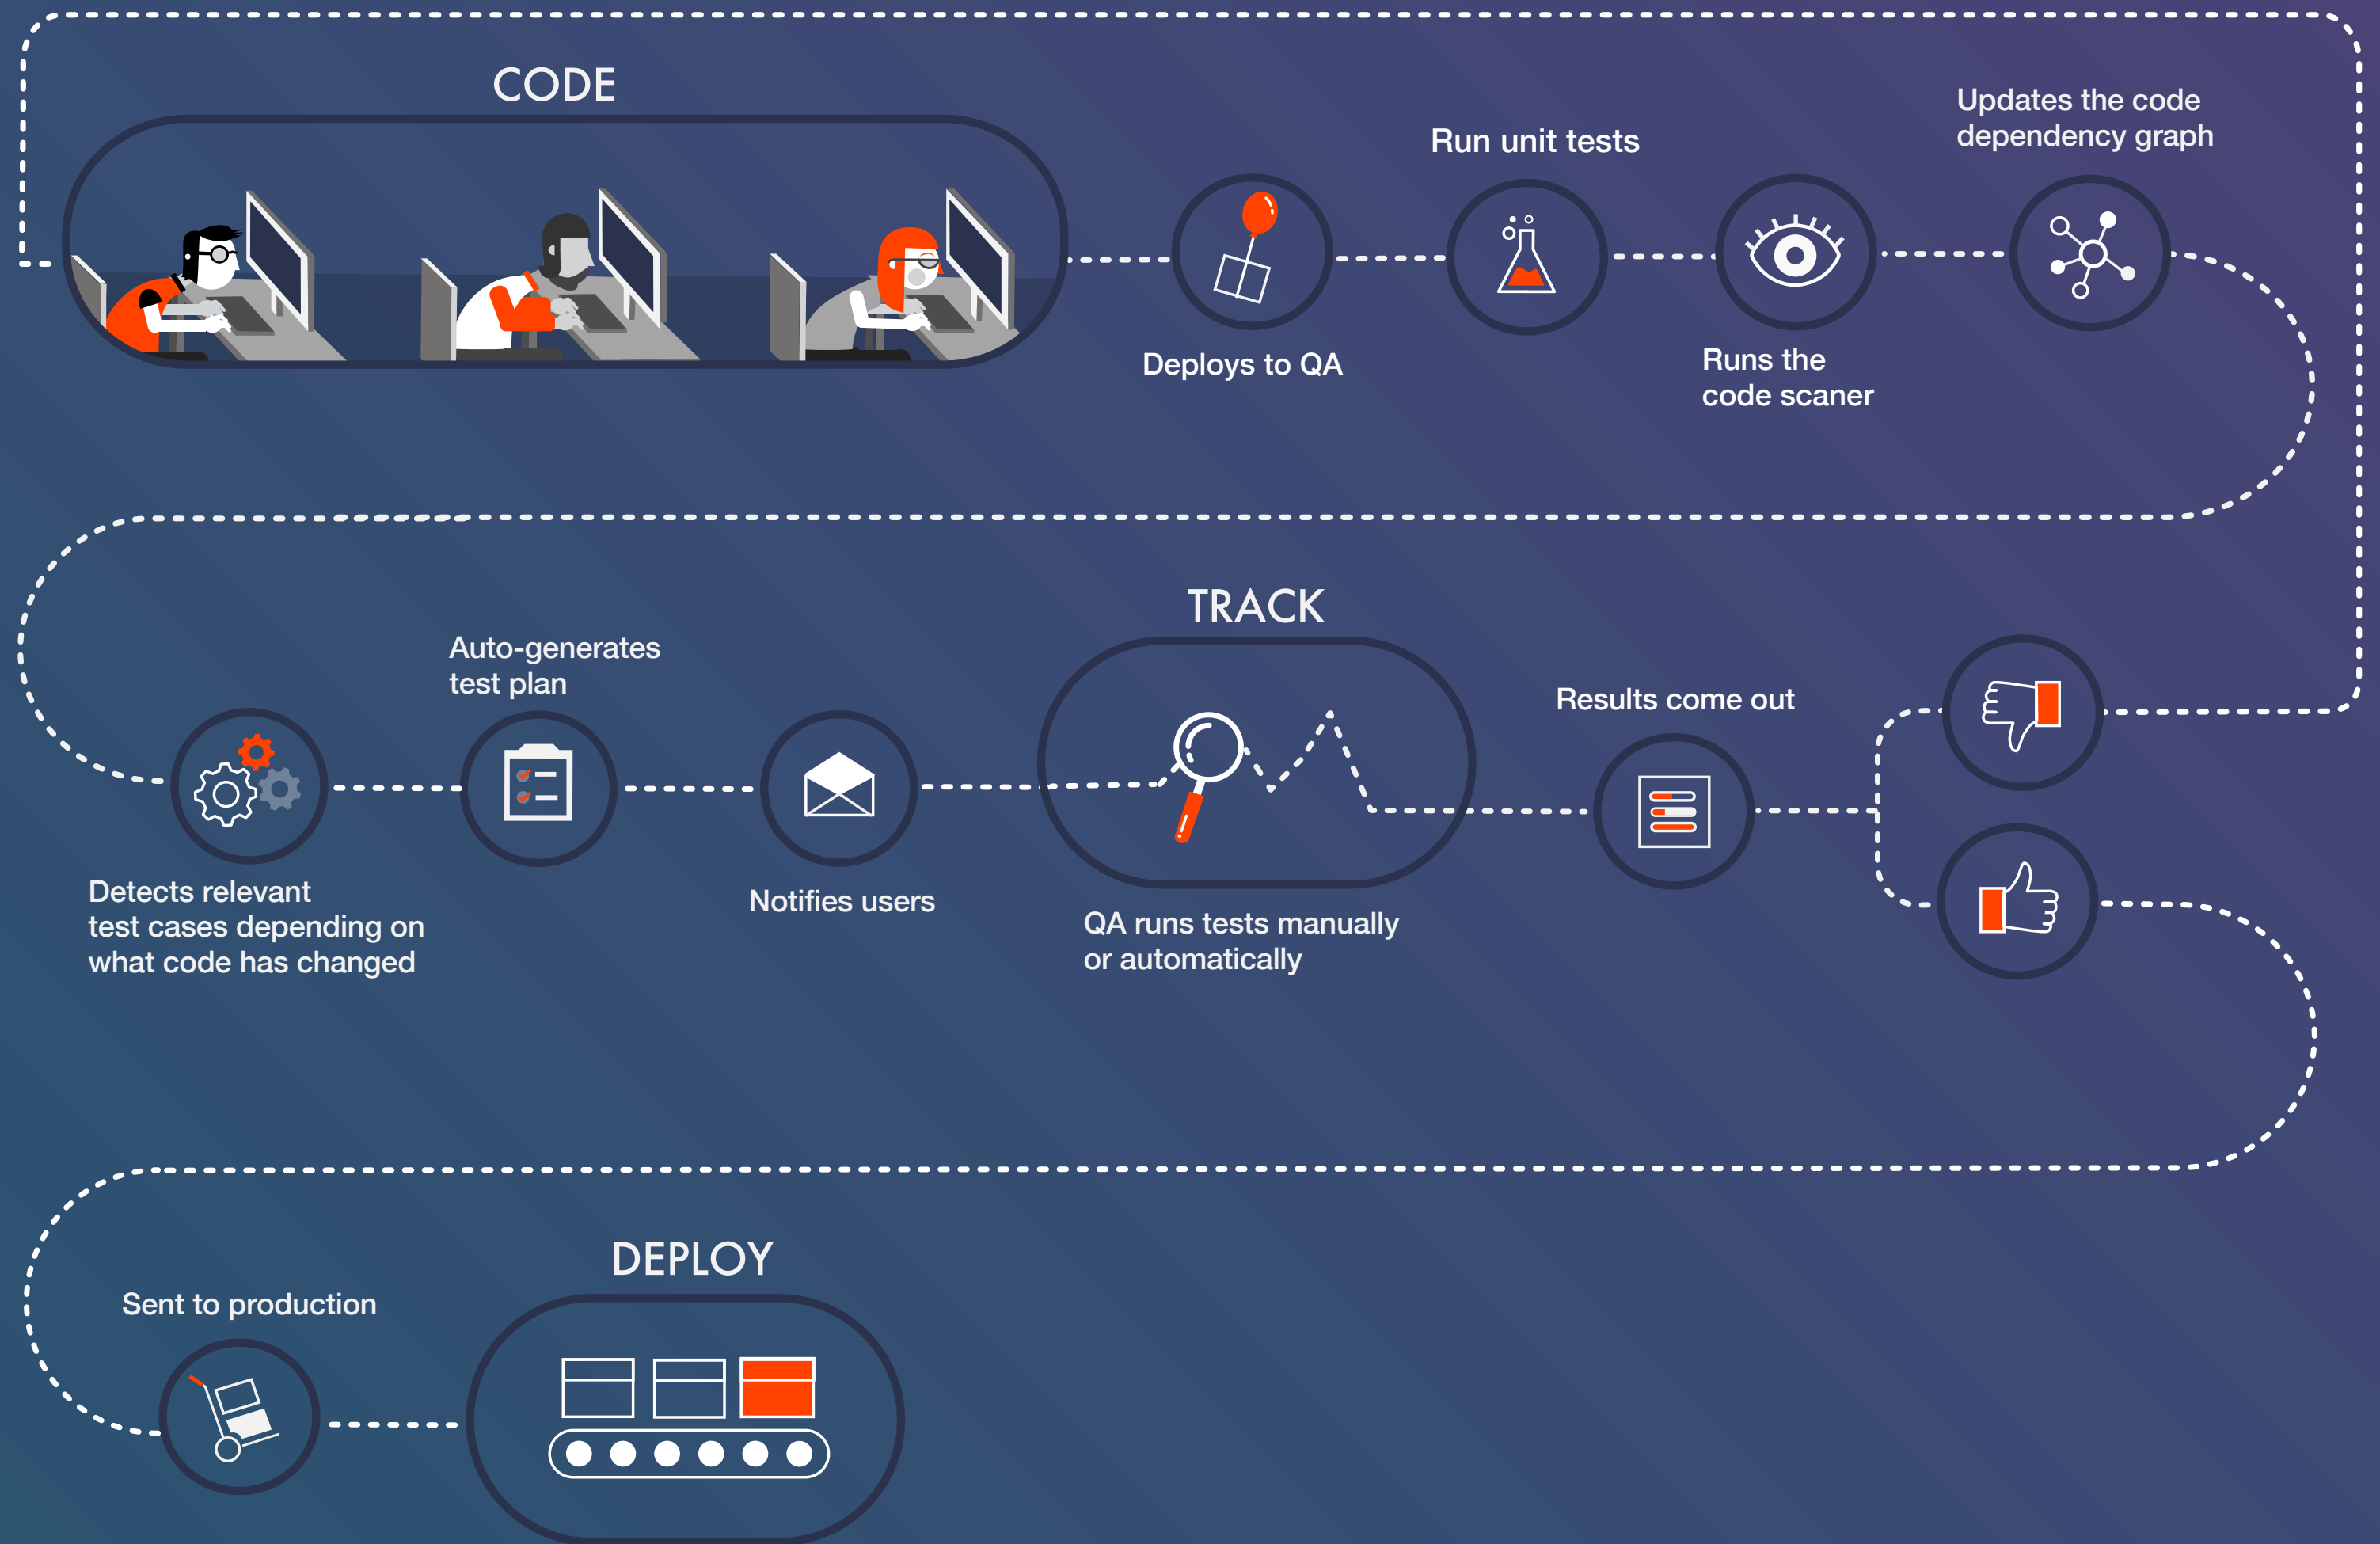 CODE
Deploys to QA
Run unit tests
Runs the
code scaner
Updates the code
dependency graph
Detects relevant
test cases depending on
what code has changed
Auto-generates
test plan
Notifies users
TRACK
QA runs tests manually
or automatically
Results come out
Sent to production
DEPLOY